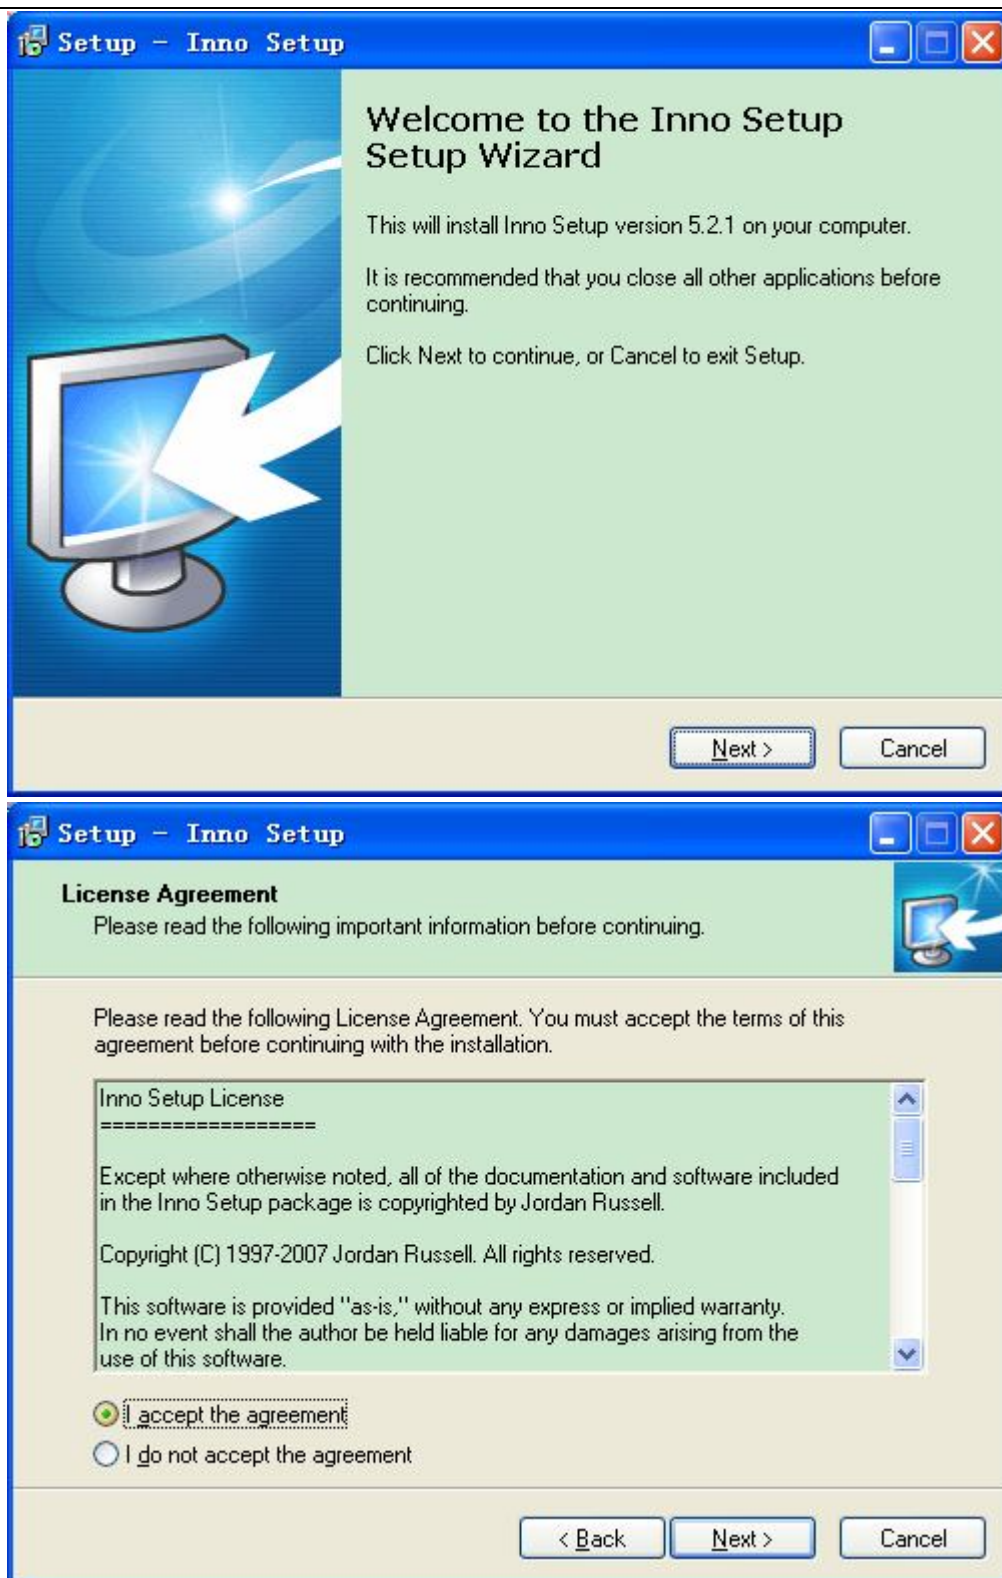 Setup - Inno Setup
Welcome to the Inno Setup
Setup Wizard
This will install Inno Setup version 5.2.1 on your computer.
It is recommended that you close all other applications before
continuing.
Click Next to continue, or Cancel to exit Setup.
Next >
Cancel
Setup - Inno Setup
License Agreement
Please read the following important information before continuing.
Please read the following License Agreement. You must accept the terms of this
agreement before continuing with the installation.
Inno Setup License
==================
Except where otherwise noted, all of the documentation and software included
in the Inno Setup package is copyrighted by Jordan Russell.
Copyright (C) 1997-2007 Jordan Russell. All rights reserved.
This software is provided "as-is," without any express or implied warranty.
In no event shall the author be held liable for any damages arising from the
use of this software.
I accept the agreement
I do not accept the agreement
< Back
Next >
Cancel